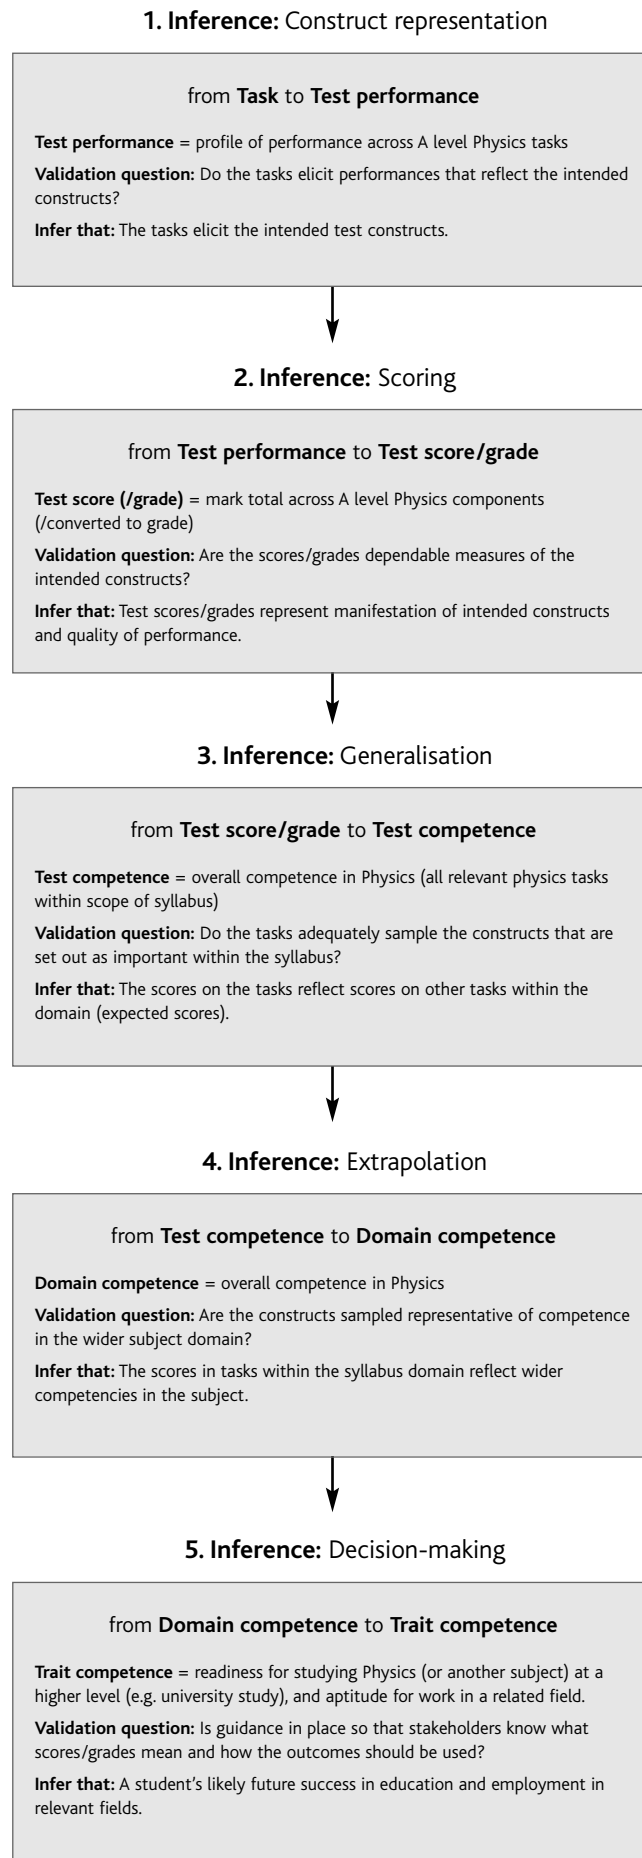 1. Inference: Construct representation
from Task to Test performance
Test performance = profile of performance across A level Physics tasks
Validation question: Do the tasks elicit performances that reflect the intended
constructs?
Infer that: The tasks elicit the intended test constructs.
2. Inference: Scoring
from Test performance to Test score/grade
Test score (/grade) = mark total across A level Physics components
(/converted to grade)
Validation question: Are the scores/grades dependable measures of the
intended constructs?
Infer that: Test scores/grades represent manifestation of intended constructs
and quality of performance.
3. Inference: Generalisation
from Test score/grade to Test competence
Test competence = overall competence in Physics (all relevant physics tasks
within scope of syllabus)
Validation question: Do the tasks adequately sample the constructs that are
set out as important within the syllabus?
Infer that: The scores on the tasks reflect scores on other tasks within the
domain (expected scores).
4. Inference: Extrapolation
from Test competence to Domain competence
Domain competence = overall competence in Physics
Validation question: Are the constructs sampled representative of competence
in the wider subject domain?
Infer that: The scores in tasks within the syllabus domain reflect wider
competencies in the subject.
5. Inference: Decision-making
from Domain competence to Trait competence
Trait competence = readiness for studying Physics (or another subject) at a
higher level (e.g. university study), and aptitude for work in a related field.
Validation question: Is guidance in place so that stakeholders know what
scores/grades mean and how the outcomes should be used?
Infer that: A student’s likely future success in education and employment in
relevant fields.